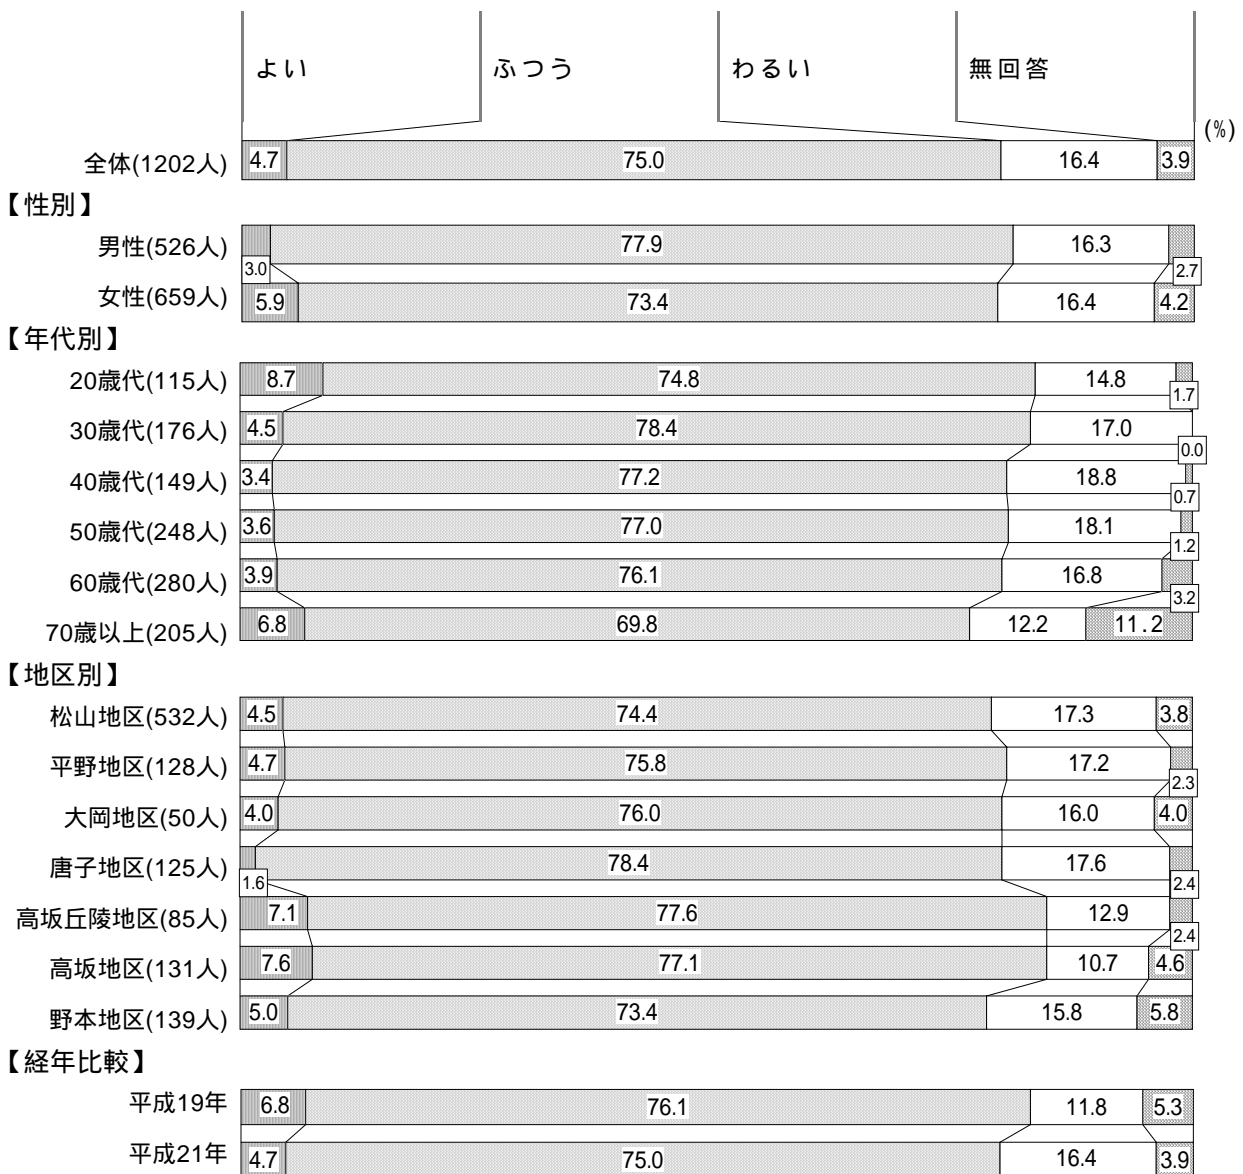 よい ふつう わるい 無回答
(%)
全体(1202人) 4.7 75.0 16.4 3.9
【性別】
男性(526人) 77.9 16.3
3.0 2.7
女性(659人) 5.9 73.4 16.4 4.2
【年代別】
20歳代(115人) 8.7 74.8 14.8
1.7
30歳代(176人) 4.5 78.4 17.0
0.0
40歳代(149人) 3.4 77.2 18.8
0.7
50歳代(248人) 3.6 77.0 18.1
1.2
60歳代(280人) 3.9 76.1 16.8
3.2
70歳以上(205人) 6.8 69.8 12.2 11.2
【地区別】
松山地区(532人) 4.5 74.4 17.3 3.8
平野地区(128人) 4.7 75.8 17.2
2.3
大岡地区(50人) 4.0 76.0 16.0 4.0
唐子地区(125人) 78.4 17.6
1.6 2.4
高坂丘陵地区(85人) 7.1 77.6 12.9
2.4
高坂地区(131人) 7.6 77.1 10.7 4.6
野本地区(139人) 5.0 73.4 15.8 5.8
【経年比較】
平成19年 6.8 76.1 11.8 5.3
平成21年 4.7 75.0 16.4 3.9